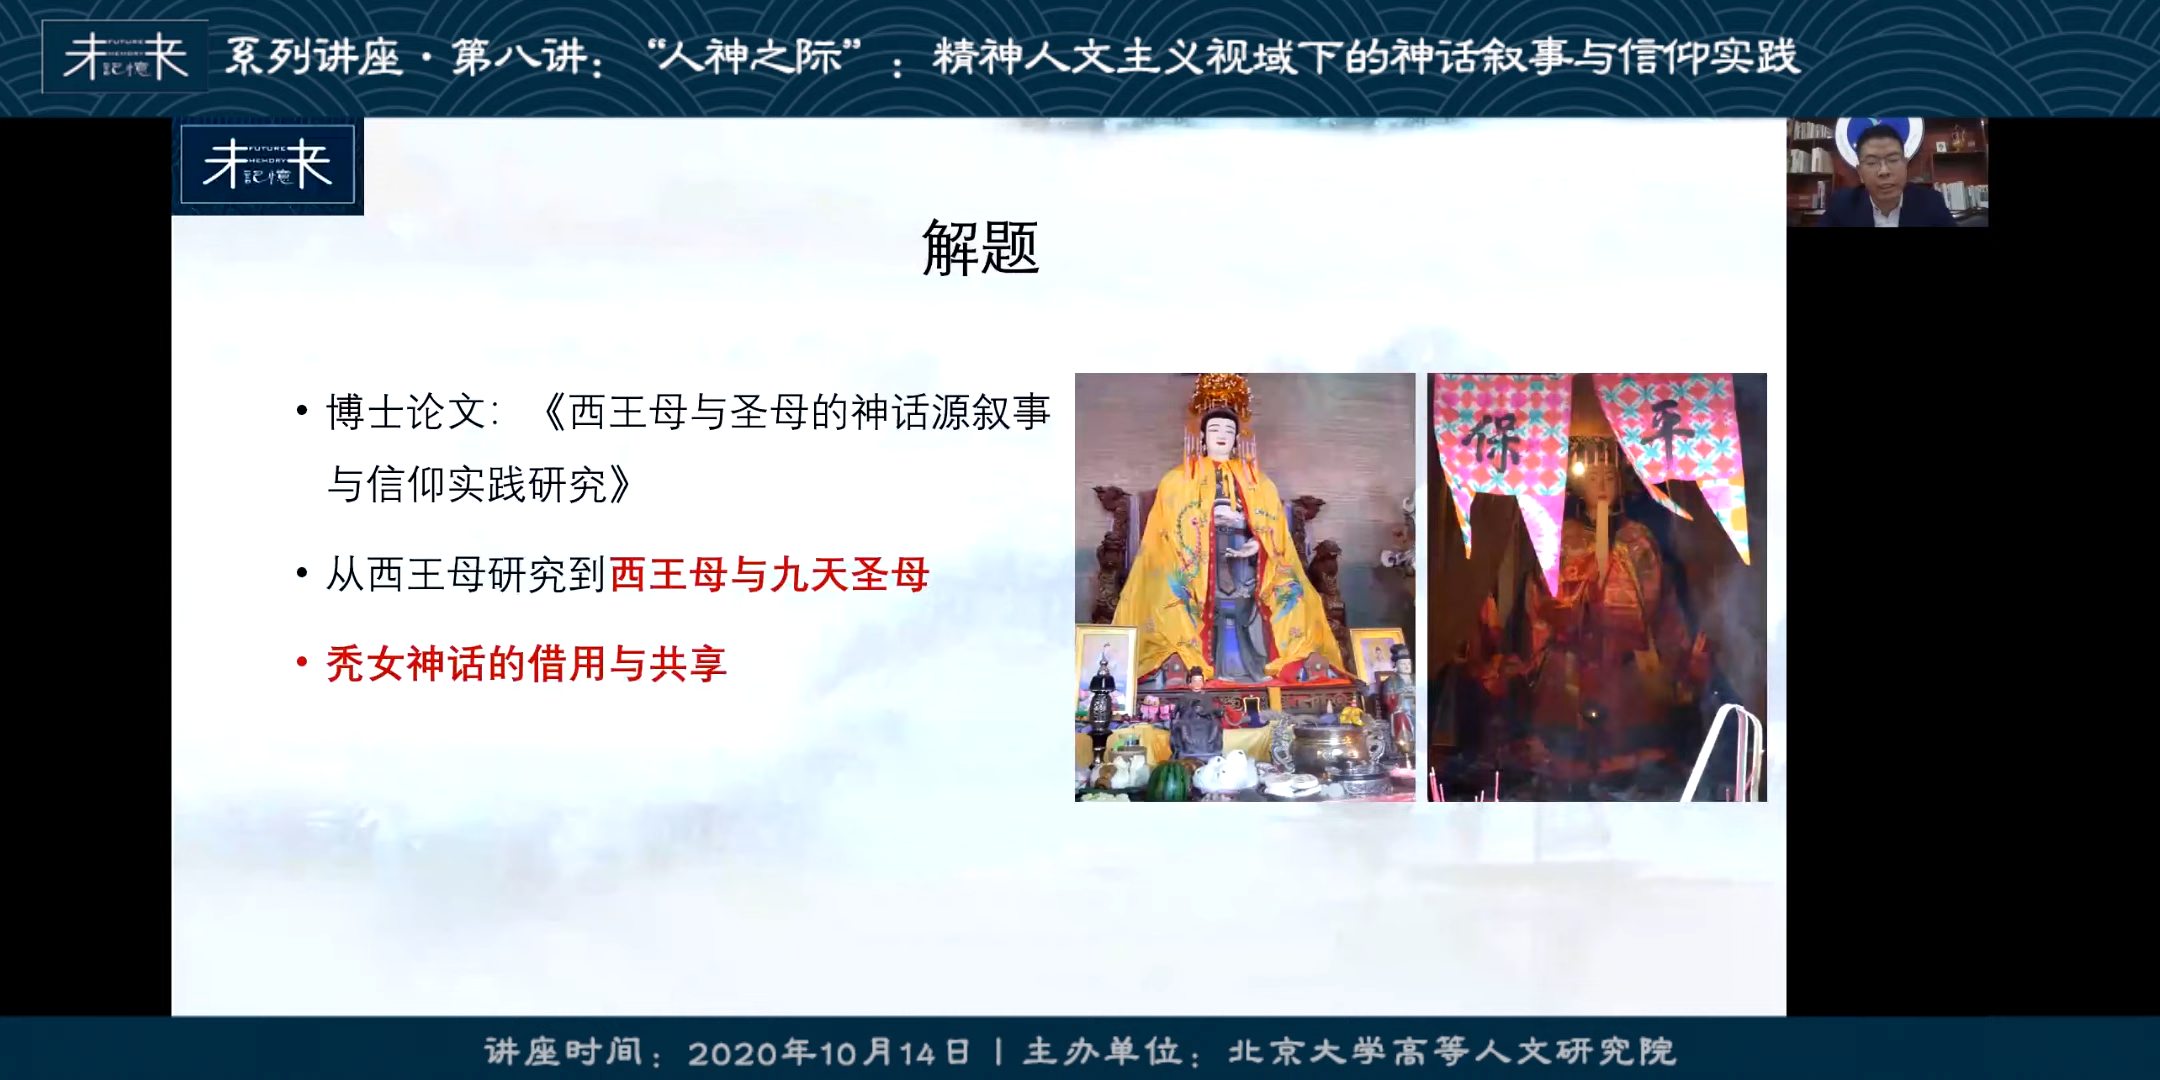 未来
記憶
系列讲座·第八讲：“人神之际”：精神人文主义视域下的神话叙事与信仰实践
未来
FUTURE
MEMORY
記憶
解题
• 博士论文：《西王母与圣母的神话源叙事
与信仰实践研究》
• 从西王母研究到西王母与九天圣母
• 秃女神话的借用与共享
保
平
讲座时间：2020年10月14日 | 主办单位：北京大学高等人文研究院